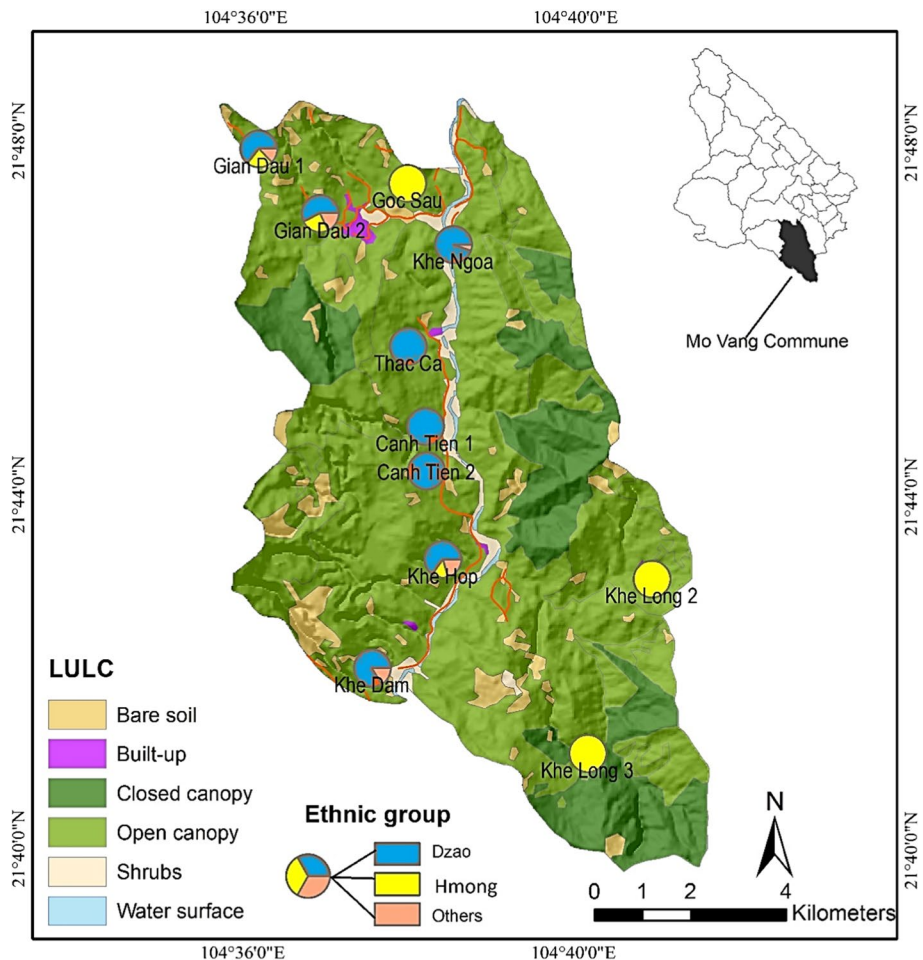 104°36'0"E
104°40'0"E
21°48'0"N
21°48'0"N
Gian Dau 1
Goc Sau
Gian Dau 2
Khe Ngoa
Mo Vang Commune
Thac Ca
Canh Tien 1
Canh Tien 2
21°44'0"N
21°44'0"N
Khe Hop
Khe Long 2
Khe Dam
Khe Long 3
LULC
Bare soil
Built-up
Closed canopy
Open canopy
Shrubs
Water surface
Ethnic group
Dzao
Hmong
Others
N
0 1 2 4
Kilometers
21°40'0"N
21°40'0"N
104°36'0"E
104°40'0"E